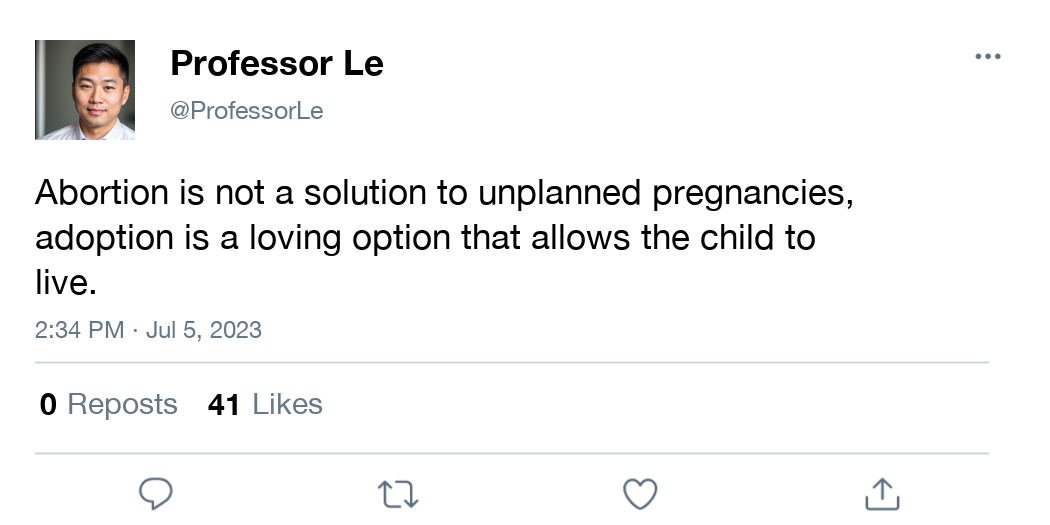 Professor Le
@ProfessorLe
Abortion is not a solution to unplanned pregnancies,
adoption is a loving option that allows the child to
live.
2:34 PM · Jul 5, 2023
0 Reposts 41 Likes